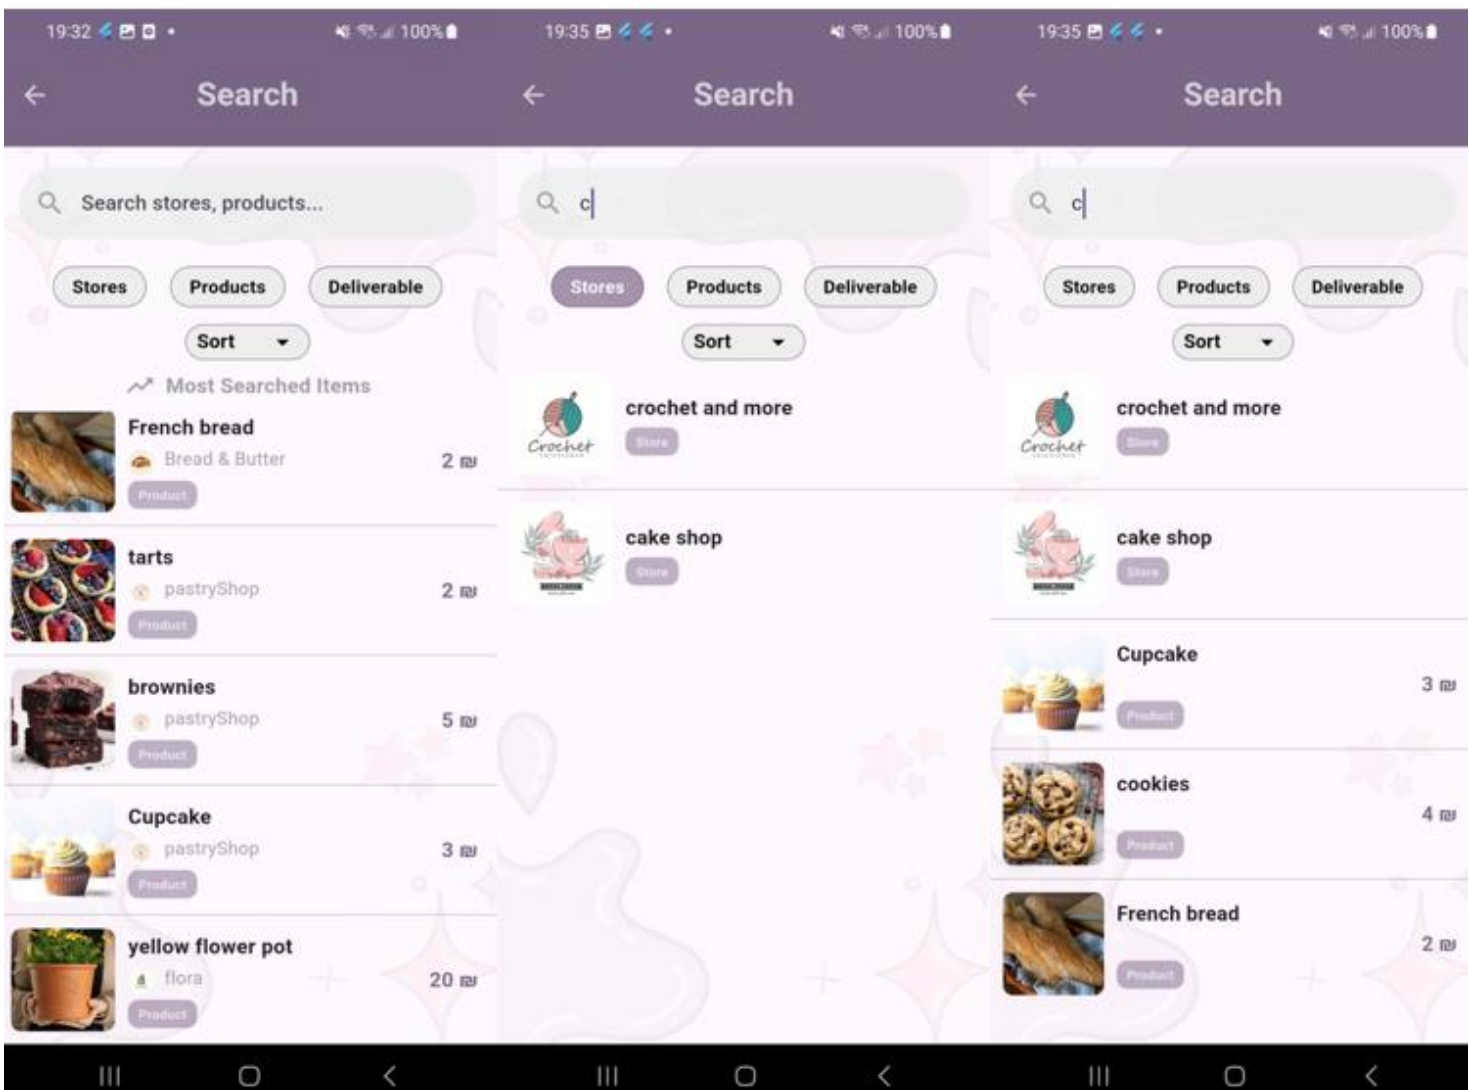 19:32
100%
Search
Search stores, products...
Stores
Products
Deliverable
Sort
Most Searched Items
French bread
Bread & Butter
2 ₪
Product
tarts
pastryShop
2 ₪
Product
brownies
pastryShop
5 ₪
Product
Cupcake
pastryShop
3 ₪
Product
yellow flower pot
flora
20 ₪
Product
19:35
100%
Search
c
Stores
Products
Deliverable
Sort
Crochet
crochet and more
Store
cake shop
Store
19:35
100%
Search
c
Stores
Products
Deliverable
Sort
Crochet
crochet and more
Store
cake shop
Store
Cupcake
3 ₪
Product
cookies
4 ₪
Product
French bread
2 ₪
Product